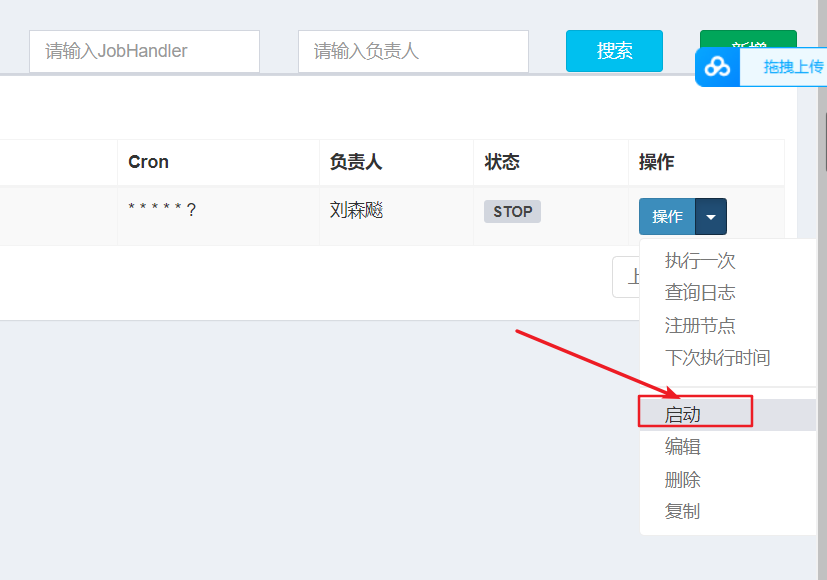 请输入JobHandler
请输入负责人
搜索
新增
拖拽上传
Cron
负责人
状态
操作
* * * * * ?
刘森飚
STOP
操作
上
执行一次
查询日志
注册节点
下次执行时间
启动
编辑
删除
复制